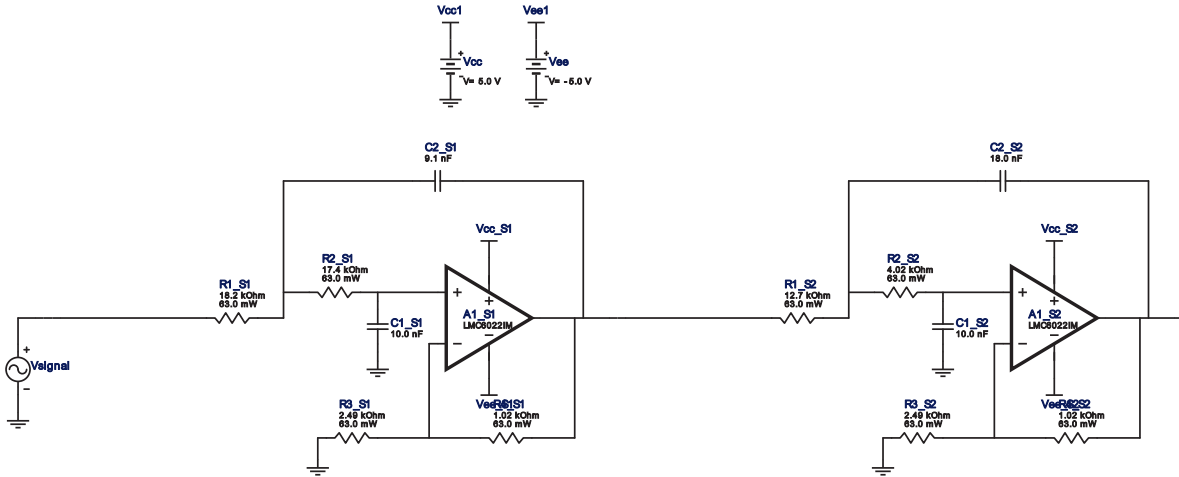 Vcc1
Vee1
+
Vcc
V= 5.0 V
-
+
Vee
V= -5.0 V
-
C2_S1
9.1 nF
C2_S2
18.0 nF
Vcc_S1
Vcc_S2
R2_S1
17.4 kOhm
63.0 mW
R2_S2
4.02 kOhm
63.0 mW
R1_S1
18.2 kOhm
63.0 mW
R1_S2
12.7 kOhm
63.0 mW
+
+
A1_S1
LMC6022IM
-
-
C1_S1
10.0 nF
+
+
A1_S2
LMC6022IM
-
-
C1_S2
10.0 nF
+
Vsignal
-
R3_S1
2.49 kOhm
63.0 mW
1.02 kOhm
63.0 mW
R3_S2
2.49 kOhm
63.0 mW
1.02 kOhm
63.0 mW